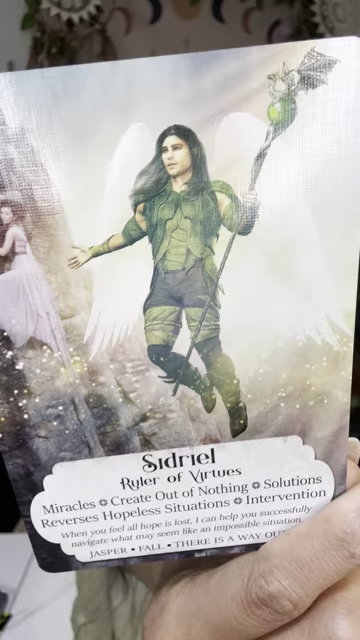 Sidriel
Ruler of Virtues
Miracles ❉ Create Out of Nothing ❉ Solutions
Reverses Hopeless Situations ❉ Intervention
When you feel all hope is lost, I can help you successfully
navigate what may seem like an impossible situation.
JASPER • FALL • THERE IS A WAY